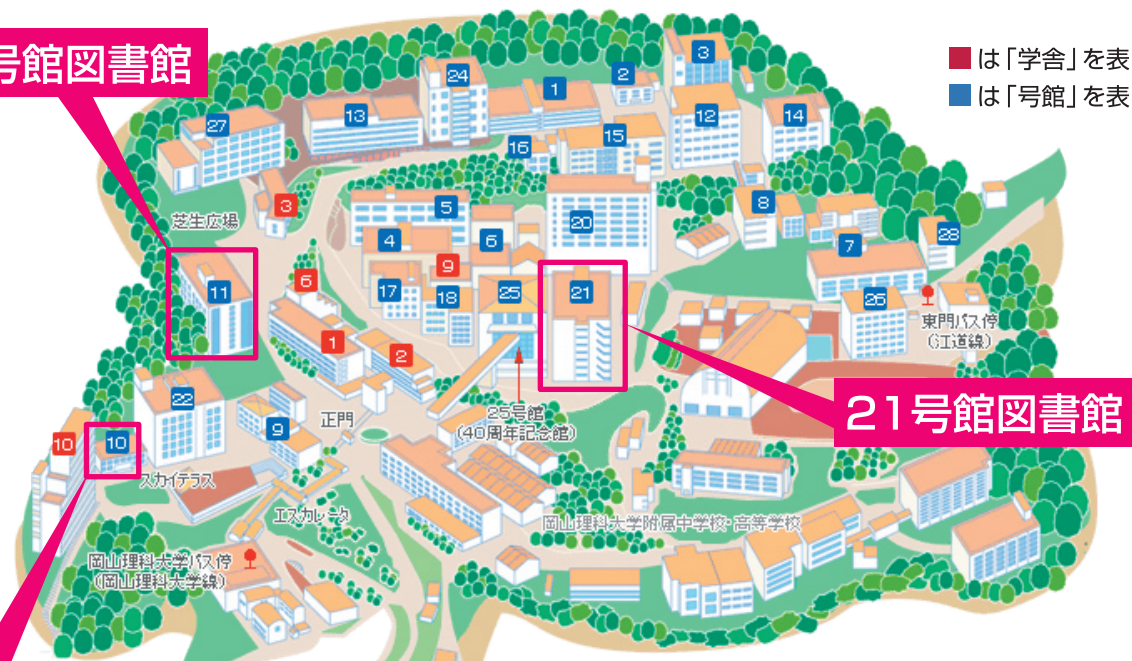 号館図書館
は「学舎」を表
は「号館」を表
3
24
2
1
27
13
12
14
15
16
3
芝生広場
5
8
20
4
6
7
28
9
6
11
17
18
25
21
26
東門バス停
(江道線)
1
2
21号館図書館
22
25号館
(40周年記念館)
正門
9
10
10
スカイテラス
エスカレータ
岡山理科大学附属中学校・高等学校
岡山理科大学バス停
(岡山理科大学線)